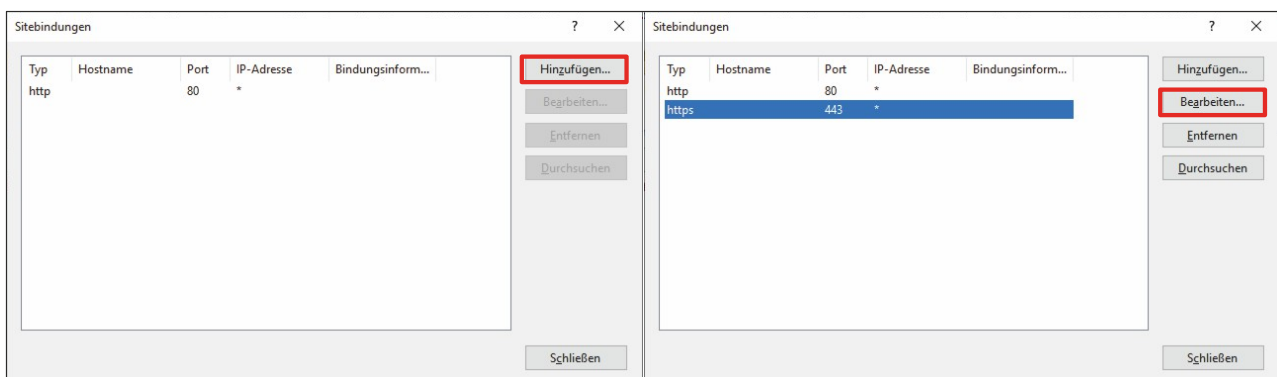 Sitebindungen ? ×
Typ Hostname Port IP-Adresse Bindungsinform... Hinzufügen...
http 80 *
Bearbeiten...
Entfernen
Durchsuchen
Schließen
Sitebindungen ? ×
Typ Hostname Port IP-Adresse Bindungsinform... Hinzufügen...
http 80 *
https 443 *
Bearbeiten...
Entfernen
Durchsuchen
Schließen